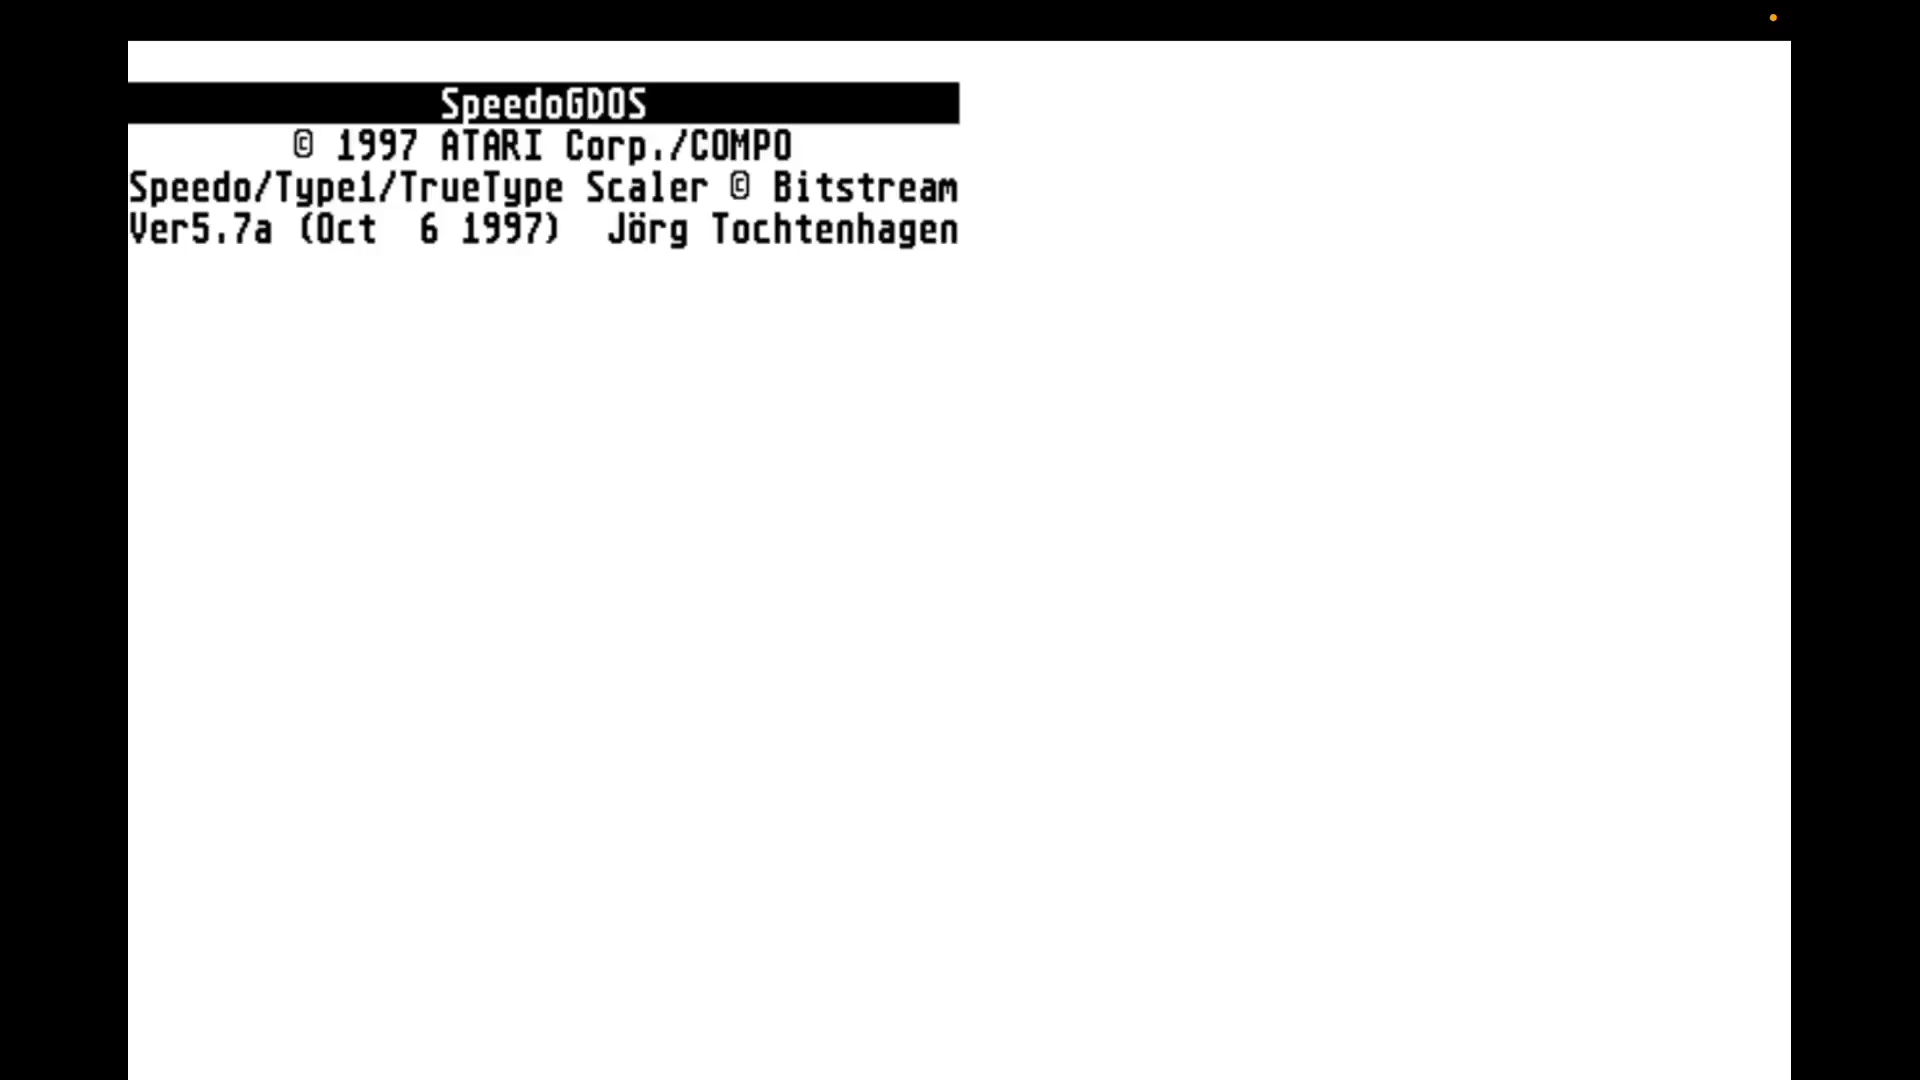 SpeedoGDOS
© 1997 ATARI Corp./COMPO
Speedo/Type1/TrueType Scaler © Bitstream
Ver5.7a (Oct  6 1997)  Jörg Tochtenhagen